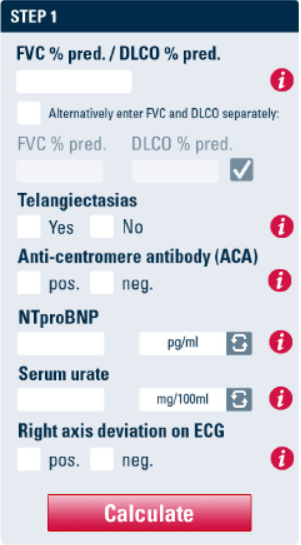 STEP 1
FVC % pred. / DLCO % pred.
i
Alternatively enter FVC and DLCO separately:
FVC % pred. DLCO % pred.
Telangiectasias
Yes No i
Anti-centromere antibody (ACA)
pos. neg. i
NTproBNP
pg/ml i
Serum urate
mg/100ml i
Right axis deviation on ECG
pos. neg. i
Calculate